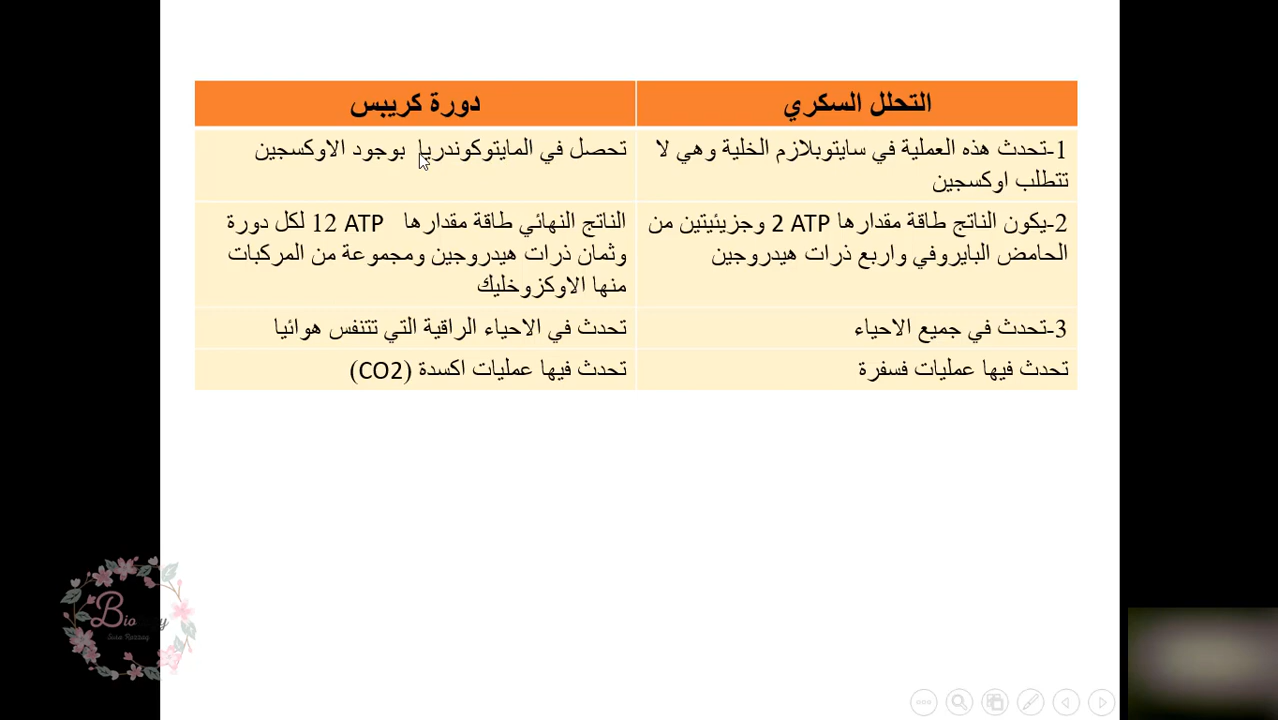 التحلل السكري
دورة كريبس
1-تحدث هذه العملية في سايتوبلازم الخلية وهي لا
تتطلب اوكسجين
تحصل في المايتوكوندريا بوجود الاوكسجين
2-يكون الناتج طاقة مقدارها 2 ATP وجزيئيتين من
الحامض البايروفي واربع ذرات هيدروجين
الناتج النهائي طاقة مقدارها 12 ATP لكل دورة
وثمان ذرات هيدروجين ومجموعة من المركبات
منها الاوكزوخليك
3-تحدث في جميع الاحياء
تحدث في الاحياء الراقية التي تتنفس هوائيا
تحدث فيها عمليات فسفرة
تحدث فيها عمليات اكسدة (CO2)